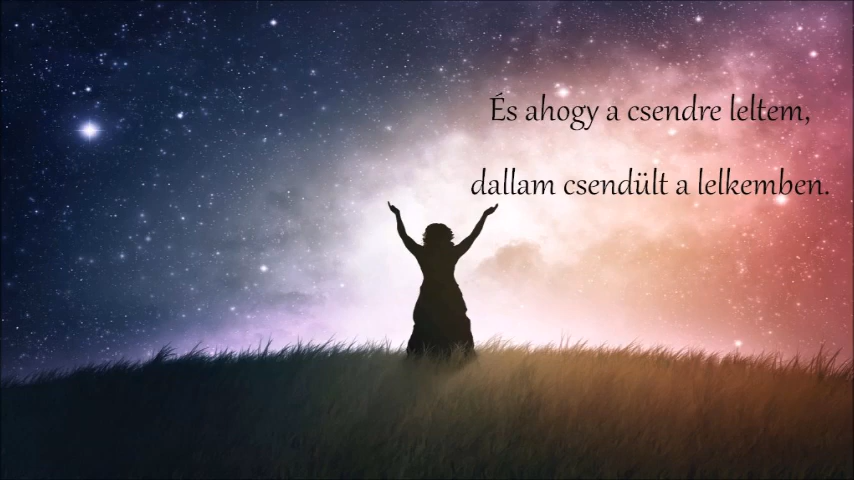 És ahogy a csendre leltem,
dallam csendült a lelkemben.